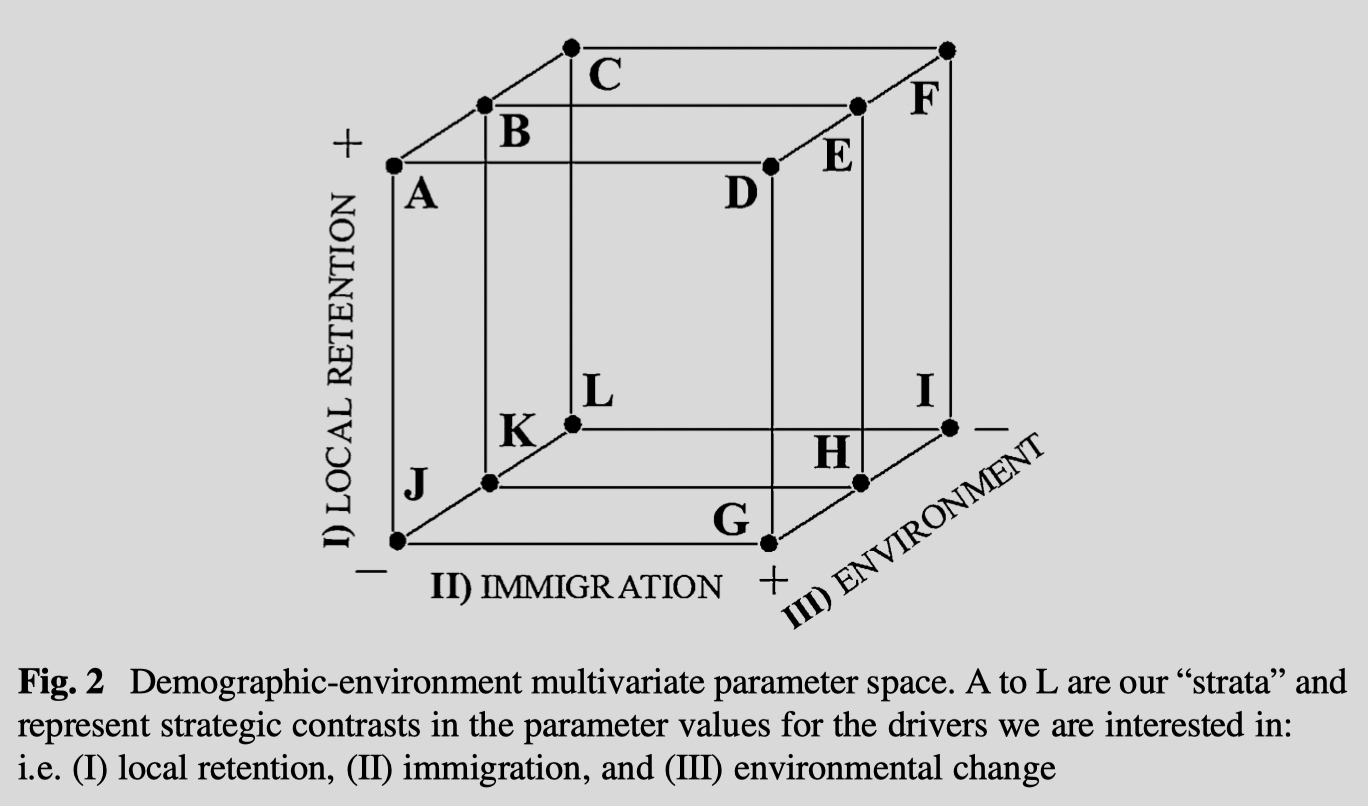 C
F
B
E
+
A
D
I) LOCAL RETENTION
L
I
K
H
—
J
G
—
II) IMMIGRATION
+
III) ENVIRONMENT
Fig. 2 Demographic-environment multivariate parameter space. A to L are our “strata” and
represent strategic contrasts in the parameter values for the drivers we are interested in:
i.e. (I) local retention, (II) immigration, and (III) environmental change